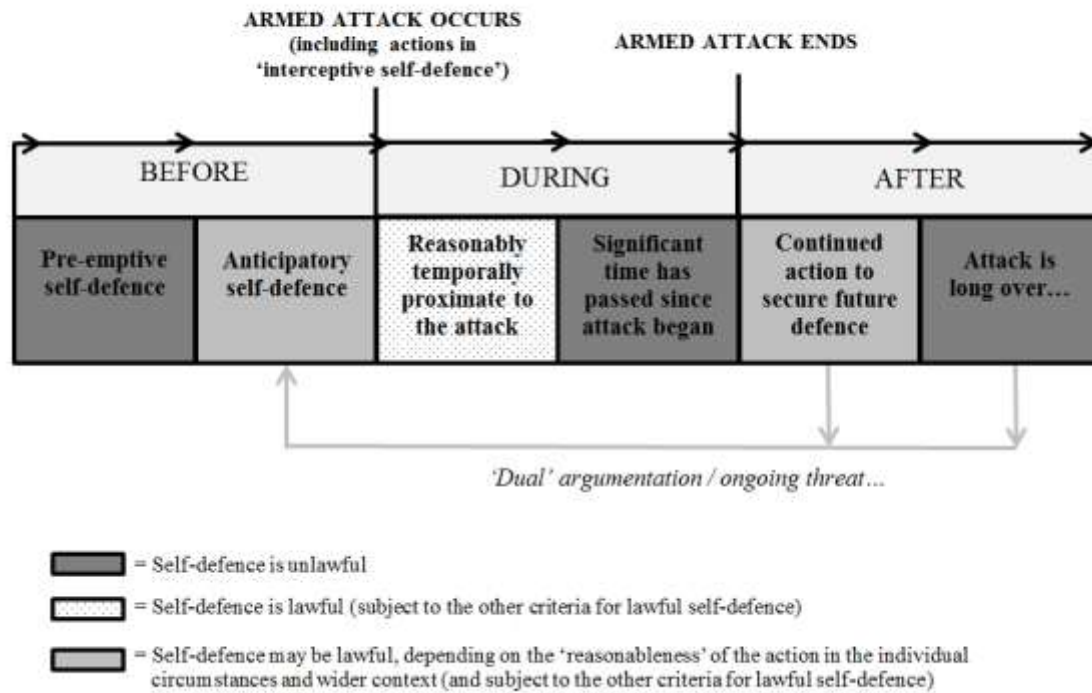 ARMED ATTACK OCCURS
(including actions in
‘interceptive self-defence’)
ARMED ATTACK ENDS
BEFORE
DURING
AFTER
Pre-emptive
self-defence
Anticipatory
self-defence
Reasonably
temporally
proximate to
the attack
Significant
time has
passed since
attack began
Continued
action to
secure future
defence
Attack is
long over…
‘Dual’ argumentation / ongoing threat…
= Self-defence is unlawful
= Self-defence is lawful (subject to the other criteria for lawful self-defence)
= Self-defence may be lawful, depending on the ‘reasonableness’ of the action in the individual
circumstances and wider context (and subject to the other criteria for lawful self-defence)